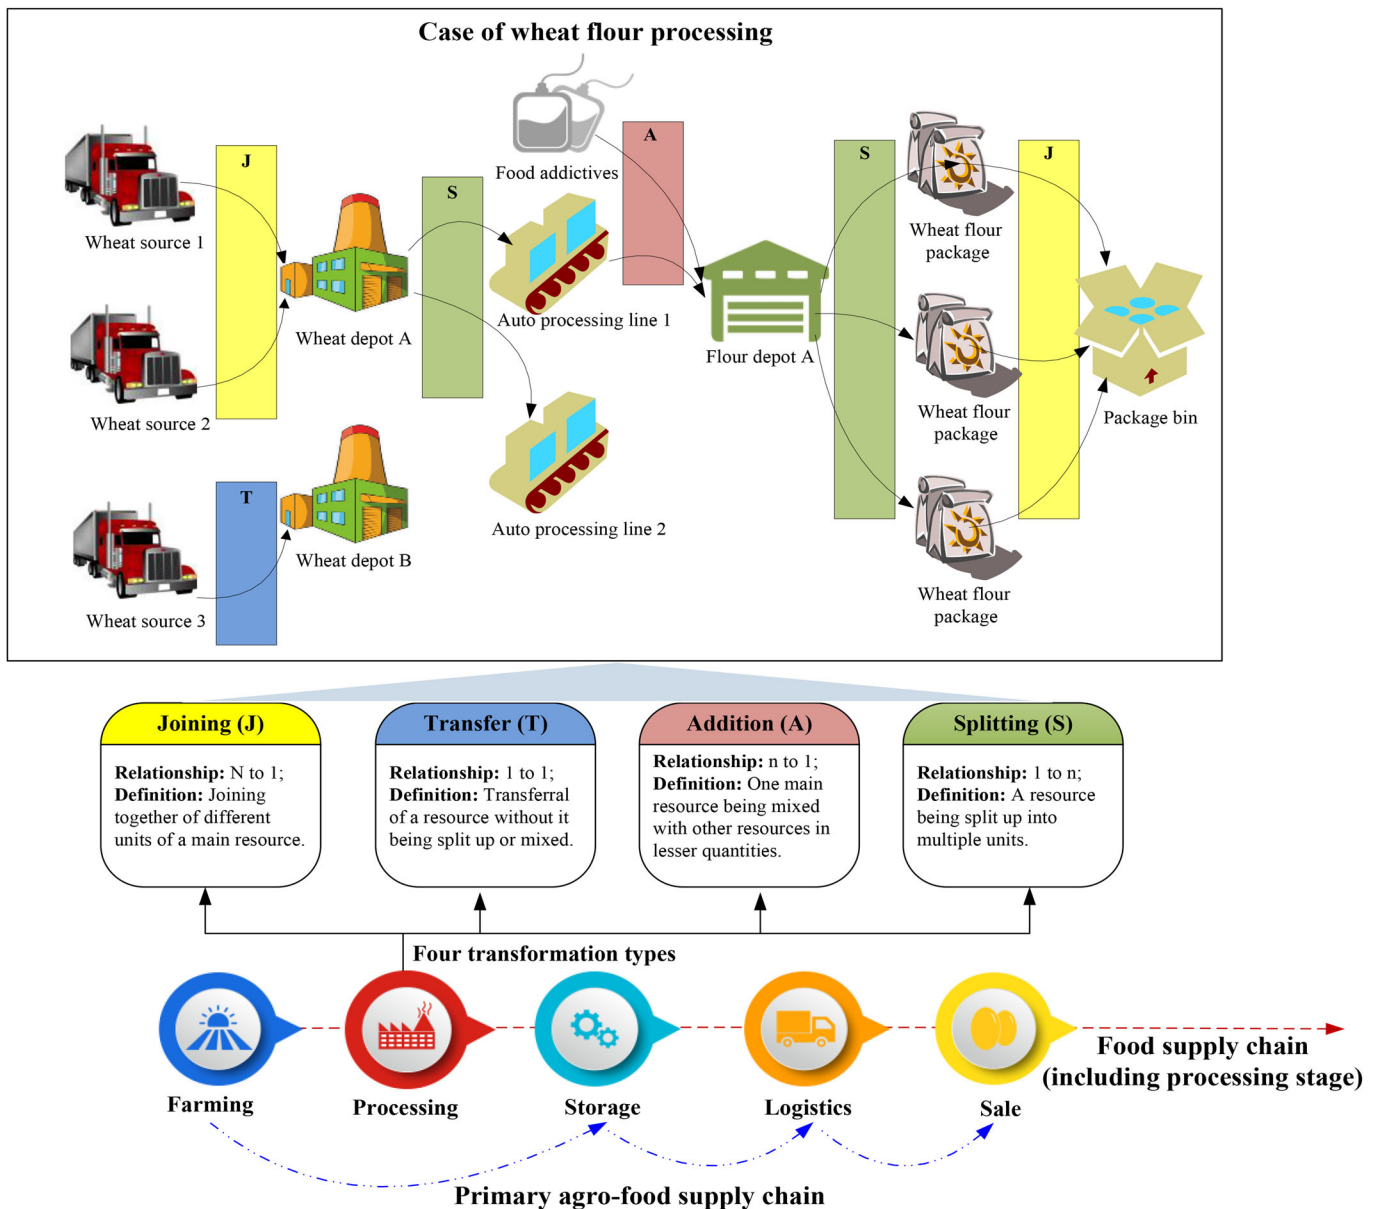 Case of wheat flour processing
J
Wheat source 1
Wheat source 2
T
Wheat source 3
Wheat depot A
Wheat depot B
S
Food addictives
Auto processing line 1
Auto processing line 2
A
Flour depot A
S
Wheat flour
package
Wheat flour
package
Wheat flour
package
J
Package bin
Joining (J)
Relationship: N to 1;
Definition: Joining
together of different
units of a main resource.
Transfer (T)
Relationship: 1 to 1;
Definition: Transferral
of a resource without it
being split up or mixed.
Addition (A)
Relationship: n to 1;
Definition: One main
resource being mixed
with other resources in
lesser quantities.
Splitting (S)
Relationship: 1 to n;
Definition: A resource
being split up into
multiple units.
Four transformation types
Farming
Processing
Storage
Logistics
Sale
Food supply chain
(including processing stage)
Primary agro-food supply chain